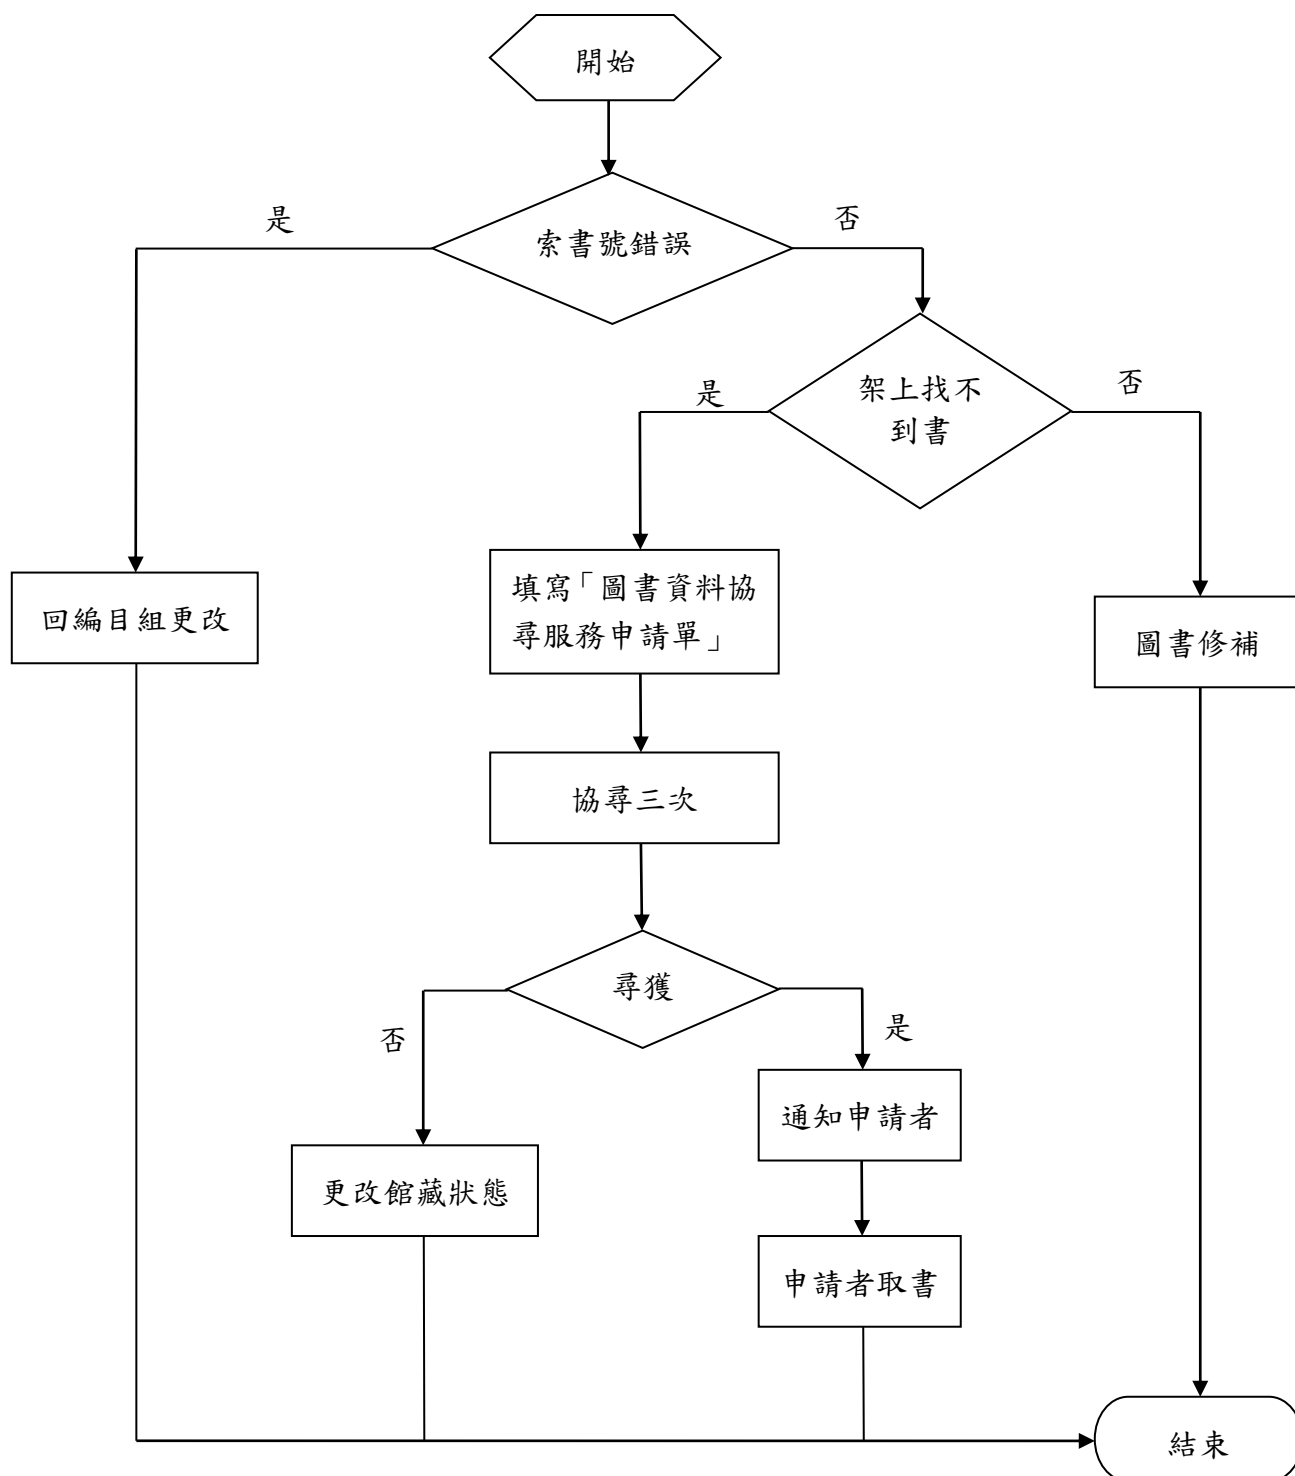 開始
是
否
索書號錯誤
是
架上找不
到書
否
回編目組更改
填寫「圖書資料協
尋服務申請單」
圖書修補
協尋三次
尋獲
否
是
通知申請者
更改館藏狀態
申請者取書
結束